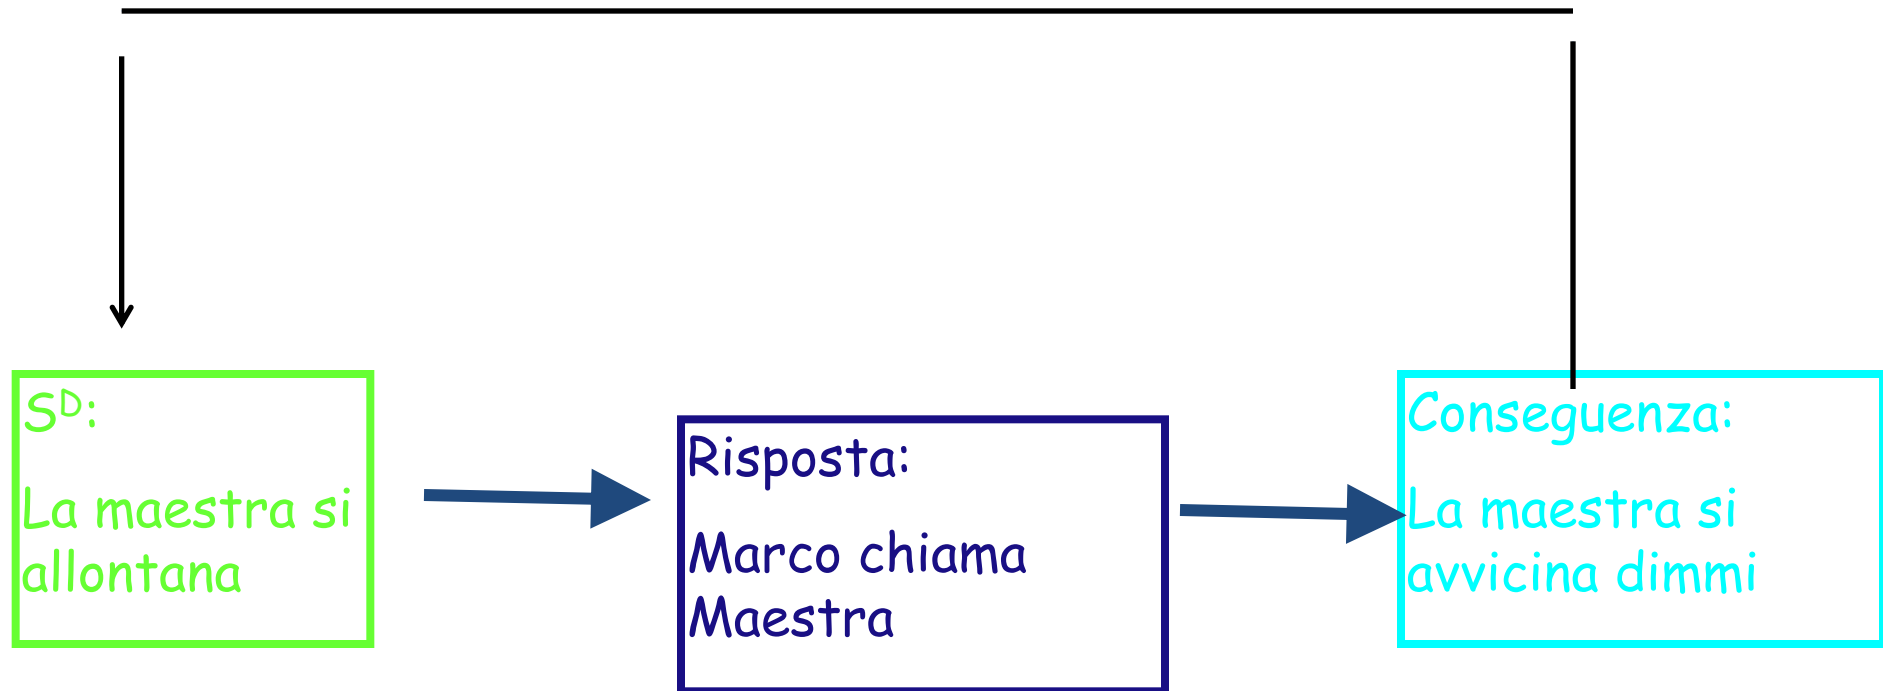 Sᴰ:
La maestra si
allontana
Risposta:
Marco chiama
Maestra
Conseguenza:
La maestra si
avvicina dimmi